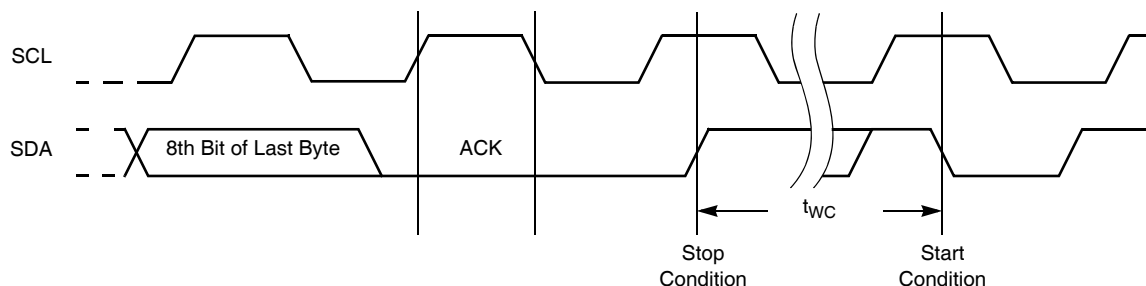 SCL
SDA
8th Bit of Last Byte
ACK
tWC
Stop
Condition
Start
Condition